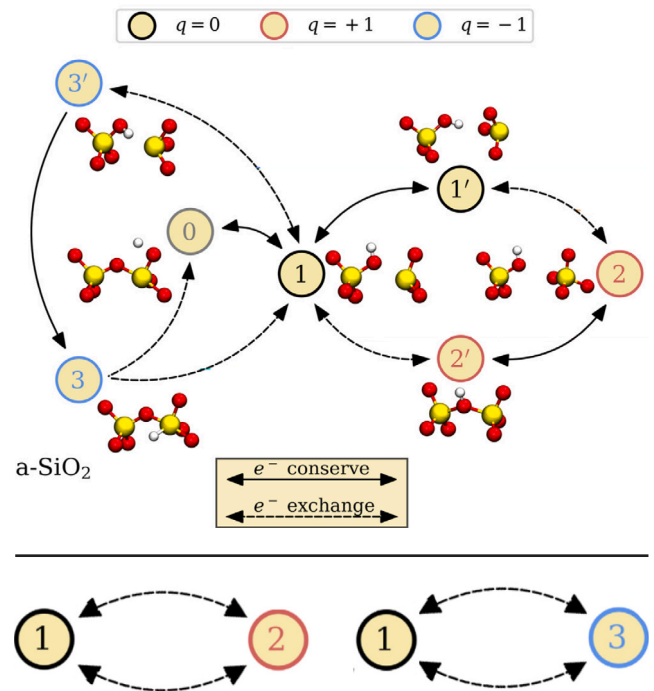 q = 0 q = +1 q = −1
3′
1′
0
1
2
3
2′
a-SiO₂
e⁻ conserve
e⁻ exchange
1 2 1 3